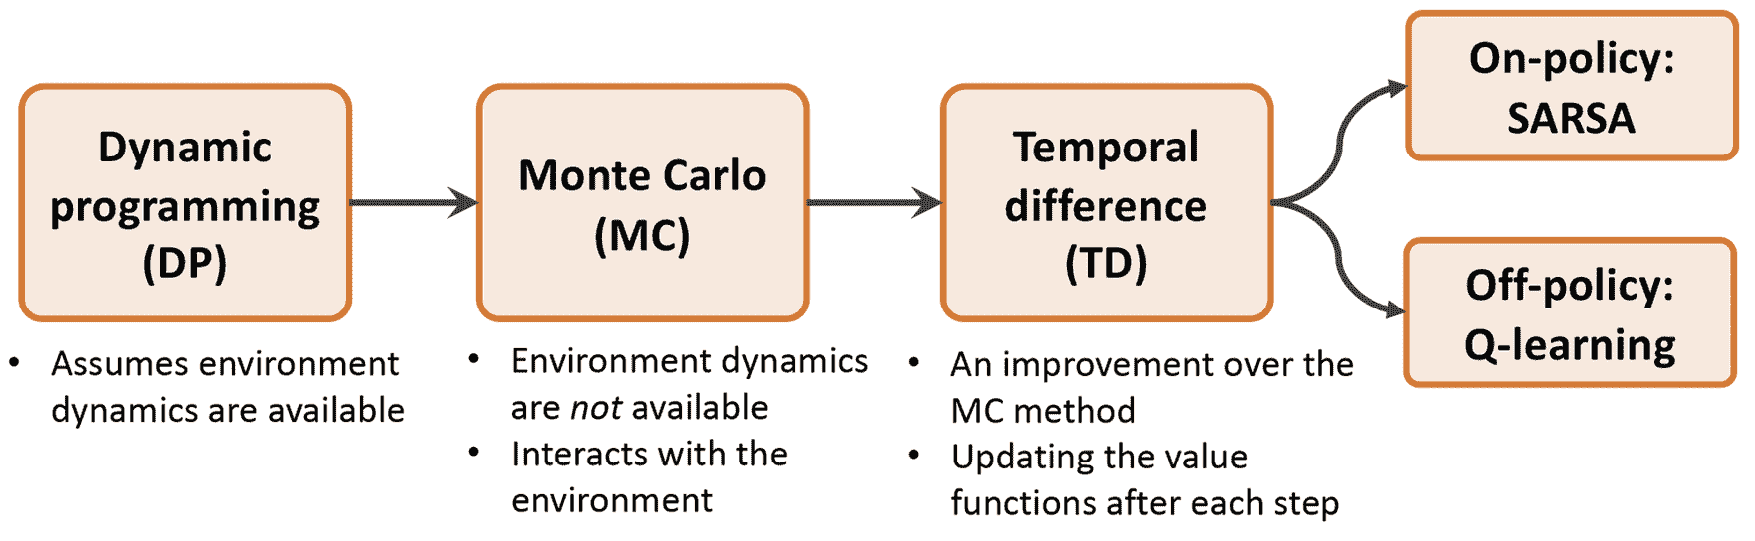 Dynamic
programming
(DP)
• Assumes environment
dynamics are available
Monte Carlo
(MC)
• Environment dynamics
are not available
• Interacts with the
environment
Temporal
difference
(TD)
• An improvement over the
MC method
• Updating the value
functions after each step
On-policy:
SARSA
Off-policy:
Q-learning